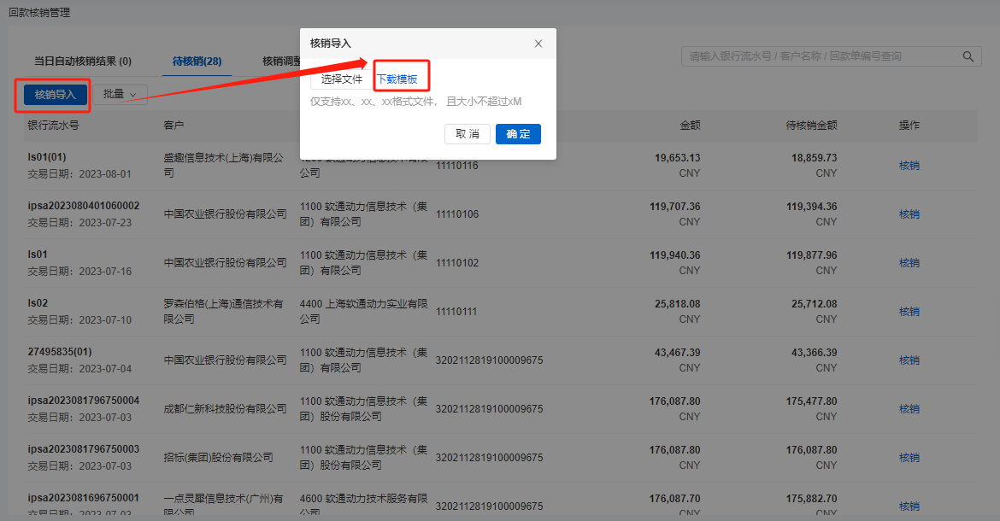 回款核销管理
当日自动核销结果 (0)
待核销(28)
核销调整
请输入银行流水号 / 客户名称 / 回款单编号查询
核销导入
批量
核销导入
选择文件
下载模板
仅支持xx、xx、xx格式文件， 且大小不超过xM
取 消
确 定
银行流水号
客户
金额
待核销金额
操作
ls01(01)
交易日期： 2023-08-01
盛趣信息技术(上海)有限公
司
公司
11110116
19,653.13
CNY
18,859.73
CNY
核销
ipsa2023080401060002
交易日期： 2023-07-23
中国农业银行股份有限公司
1100 软通动力信息技术（集
团）有限公司
11110106
119,707.36
CNY
119,394.36
CNY
核销
ls01
交易日期： 2023-07-16
中国农业银行股份有限公司
1100 软通动力信息技术（集
团）有限公司
11110102
119,940.36
CNY
119,877.96
CNY
核销
ls02
交易日期： 2023-07-10
罗森伯格(上海)通信技术有
限公司
4400 上海软通动力实业有限
公司
11110111
25,818.08
CNY
25,712.08
CNY
核销
27495835(01)
交易日期： 2023-07-04
中国农业银行股份有限公司
1100 软通动力信息技术（集
团）有限公司
3202112819100009675
43,467.39
CNY
43,366.39
CNY
核销
ipsa2023081796750004
交易日期： 2023-07-03
成都仁新科技股份有限公司
1100 软通动力信息技术（集
团）股份有限公司
3202112819100009675
176,087.80
CNY
175,477.80
CNY
核销
ipsa2023081796750003
交易日期： 2023-07-03
招标(集团)股份有限公司
1100 软通动力信息技术（集
团）股份有限公司
3202112819100009675
176,087.80
CNY
176,087.80
CNY
核销
ipsa2023081696750001
交易日期： 2023-07-03
一点灵犀信息技术(广州)有
限公司
4600 软通动力技术服务有限
公司
3202112819100009675
176,087.70
CNY
175,882.70
CNY
核销